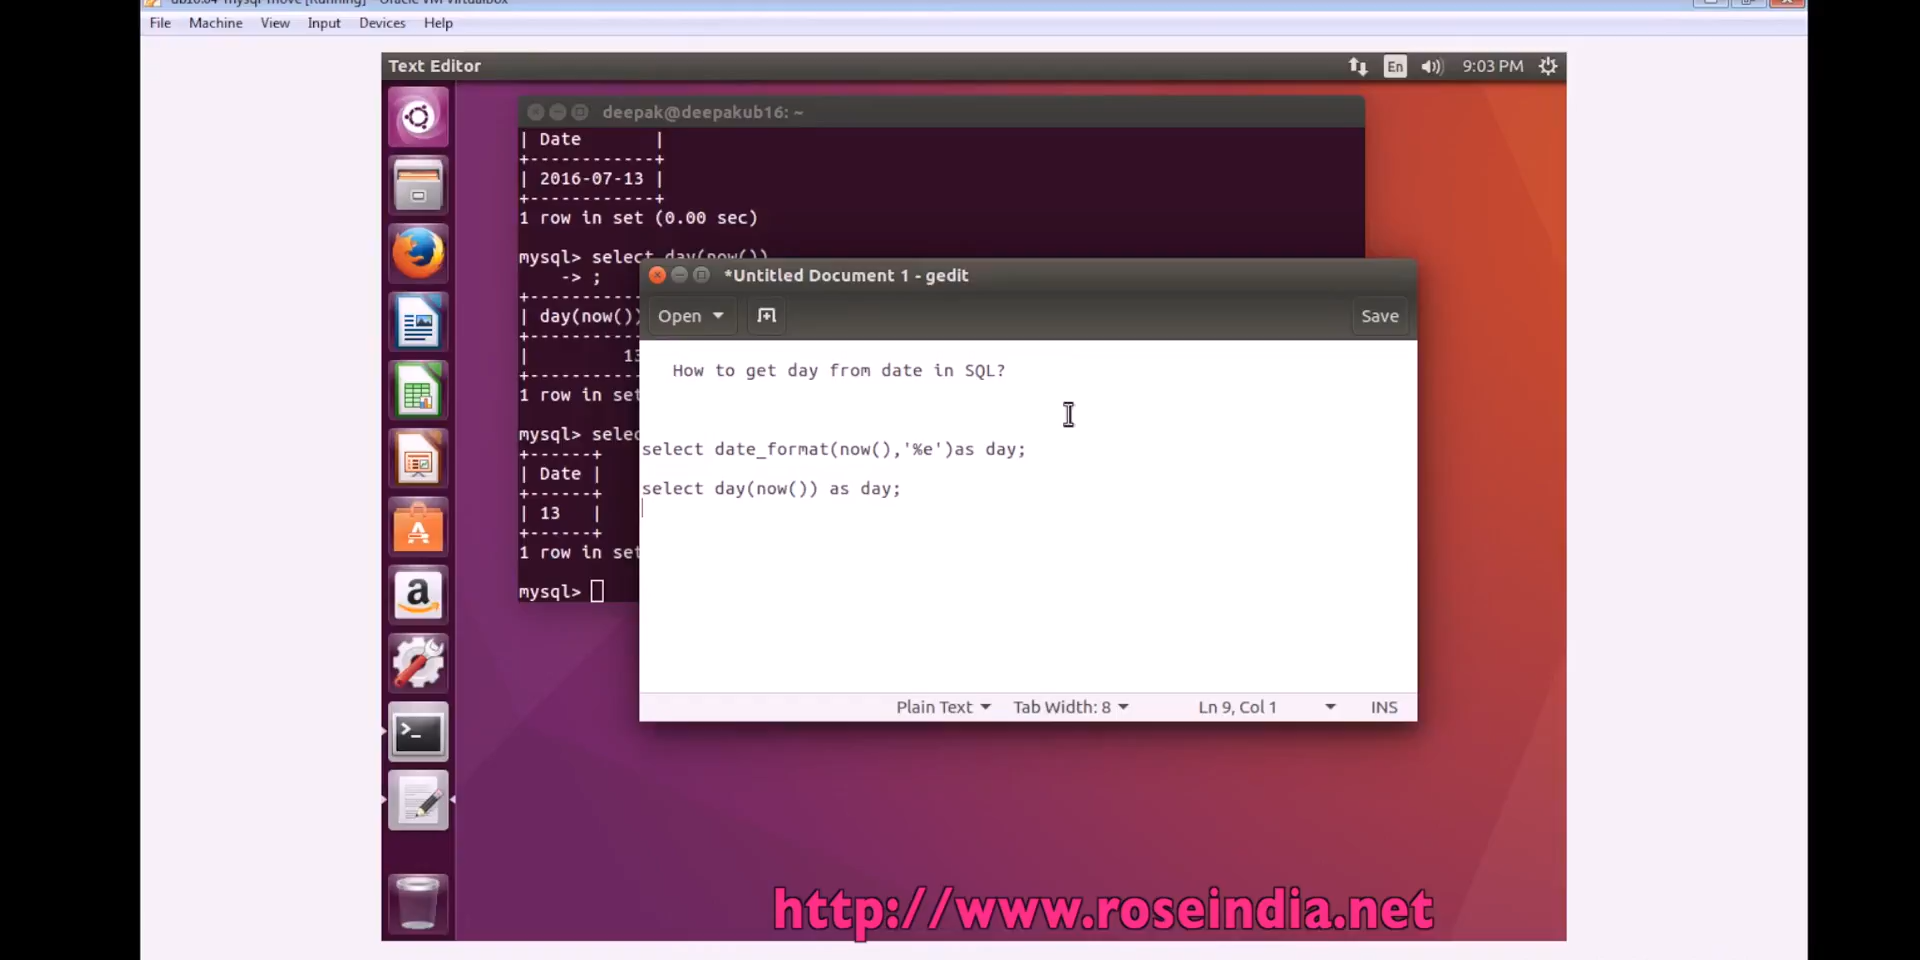 File Machine View Input Devices Help
Text Editor
En 9:03 PM
deepak@deepakub16: ~
| Date |
+------------+
| 2016-07-13 |
+------------+
1 row in set (0.00 sec)
mysql> select day(now())
-> ;
+-------
| day(now())
+-------
| 13
+-------
1 row in set
mysql> selec
+------+
| Date |
+------+
| 13 |
+------+
1 row in set
mysql>
*Untitled Document 1 - gedit
Open Save
How to get day from date in SQL?
select date_format(now(),'%e')as day;
select day(now()) as day;
Plain Text Tab Width: 8 Ln 9, Col 1 INS
http://www.roseindia.net